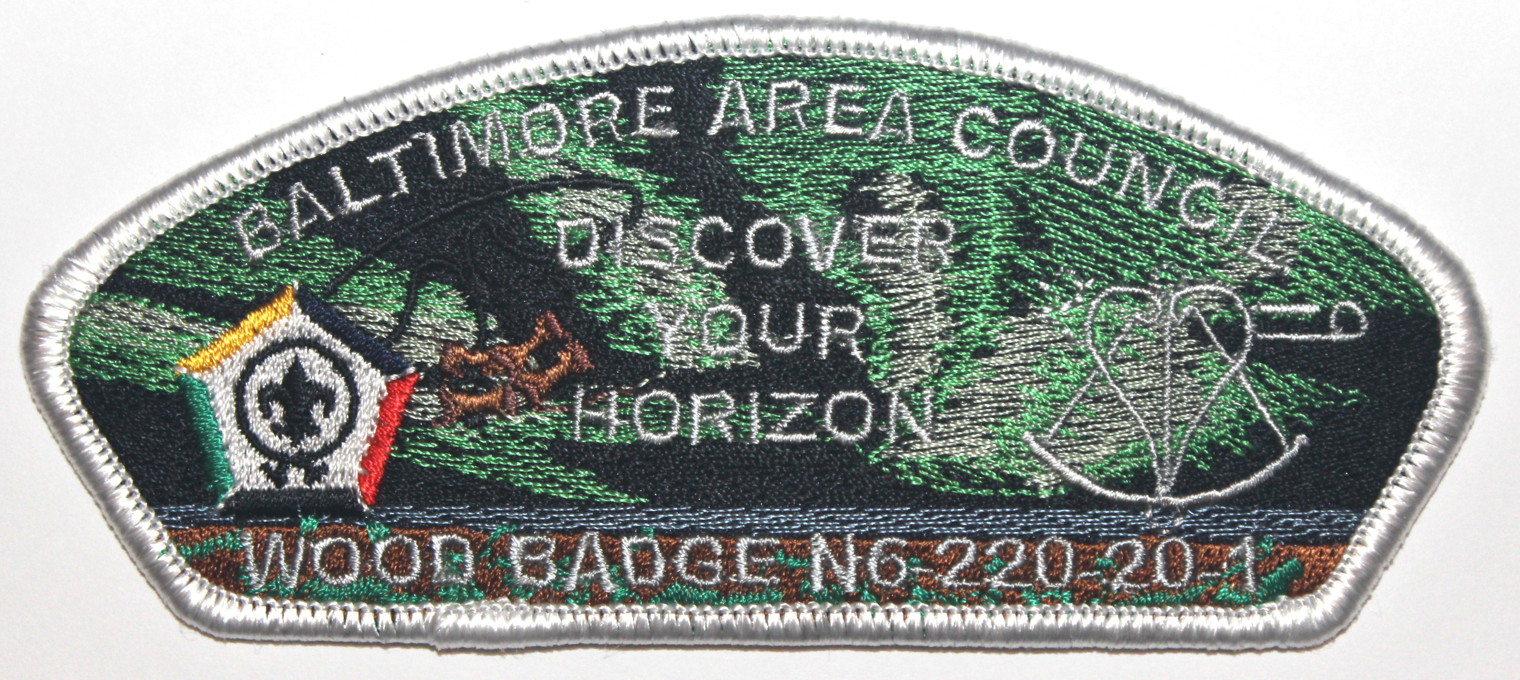 BALTIMORE AREA COUNCIL
DISCOVER
YOUR
HORIZON
WOOD BADGE N6-220-20-1